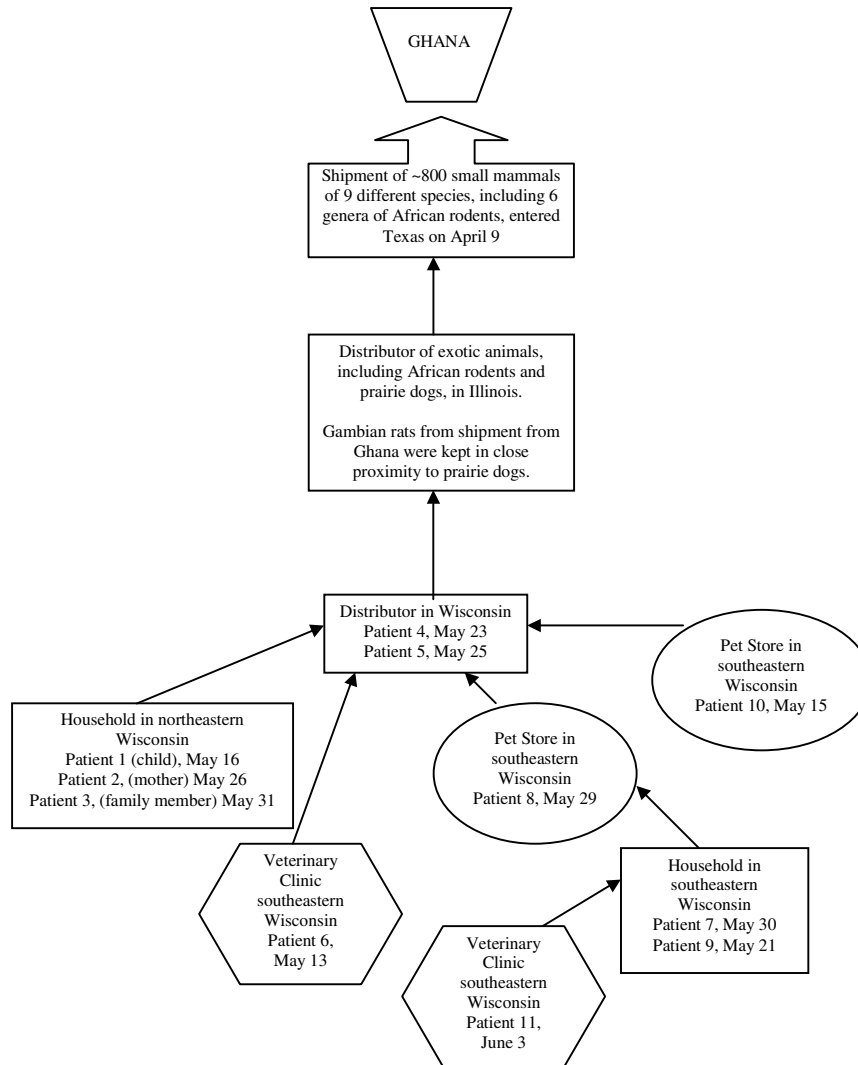 GHANA
Shipment of ~800 small mammals
of 9 different species, including 6
genera of African rodents, entered
Texas on April 9
Distributor of exotic animals,
including African rodents and
prairie dogs, in Illinois.
Gambian rats from shipment from
Ghana were kept in close
proximity to prairie dogs.
Distributor in Wisconsin
Patient 4, May 23
Patient 5, May 25
Pet Store in
southeastern
Wisconsin
Patient 10, May 15
Household in northeastern
Wisconsin
Patient 1 (child), May 16
Patient 2, (mother) May 26
Patient 3, (family member) May 31
Pet Store in
southeastern
Wisconsin
Patient 8, May 29
Veterinary
Clinic
southeastern
Wisconsin
Patient 6,
May 13
Household in
southeastern
Wisconsin
Patient 7, May 30
Patient 9, May 21
Veterinary
Clinic
southeastern
Wisconsin
Patient 11,
June 3